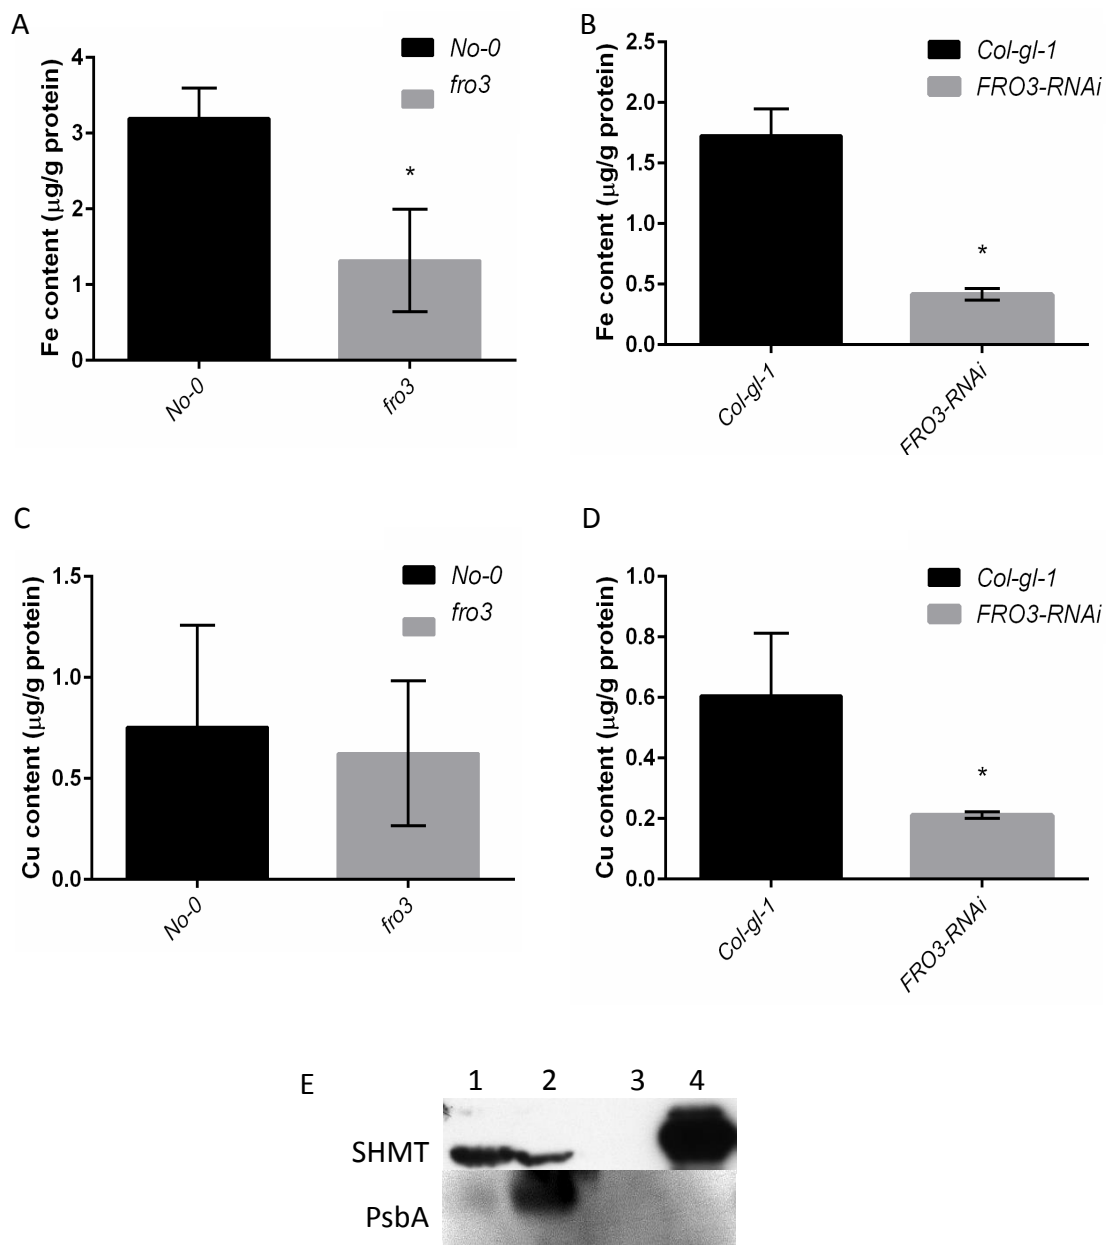 A
No-0
fro3
4
3
2
1
0
Fe content (μg/g protein)
*
No-0
fro3
B
Col-gl-1
FRO3-RNAi
2.5
2.0
1.5
1.0
0.5
0.0
Fe content (μg/g protein)
*
Col-gl-1
FRO3-RNAi
C
No-0
fro3
1.5
1.0
0.5
0.0
Cu content (μg/g protein)
No-0
fro3
D
Col-gl-1
FRO3-RNAi
1.0
0.8
0.6
0.4
0.2
0.0
Cu content (μg/g protein)
*
Col-gl-1
FRO3-RNAi
E
1 2 3 4
SHMT
PsbA